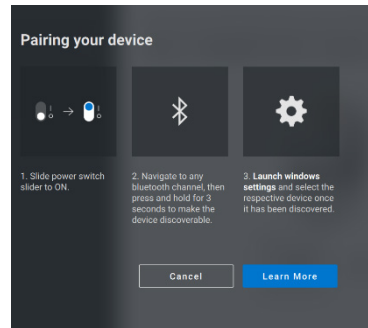 Pairing your device
1. Slide power switch
slider to ON.
2. Navigate to any
bluetooth channel, then
press and hold for 3
seconds to make the
device discoverable.
3. Launch windows
settings and select the
respective device once
it has been discovered.
Cancel
Learn More